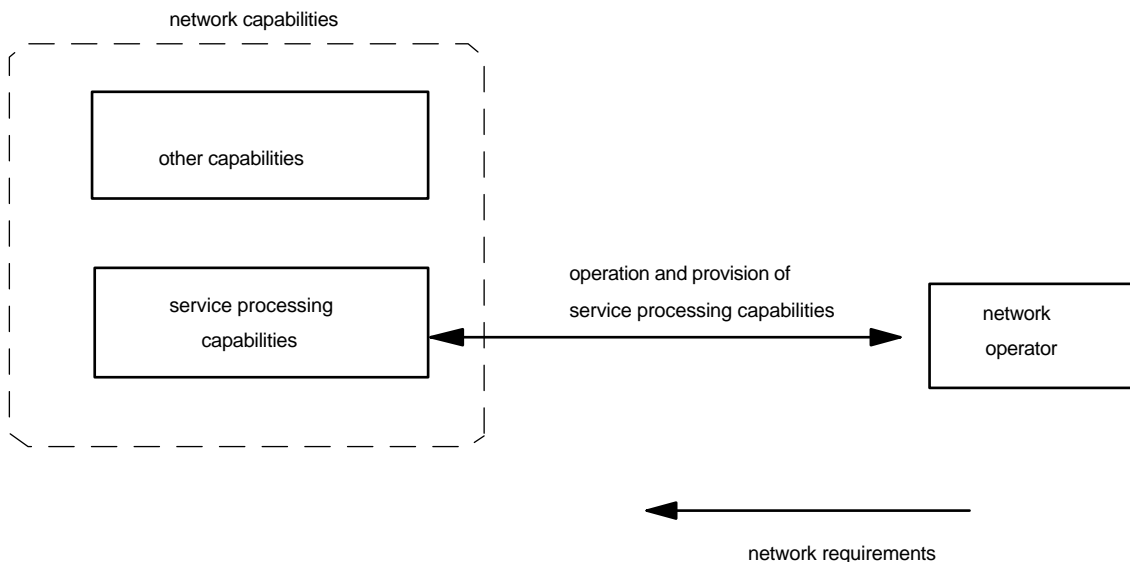 network capabilities
other capabilities
service processing
capabilities
operation and provision of
service processing capabilities
network
operator
network requirements